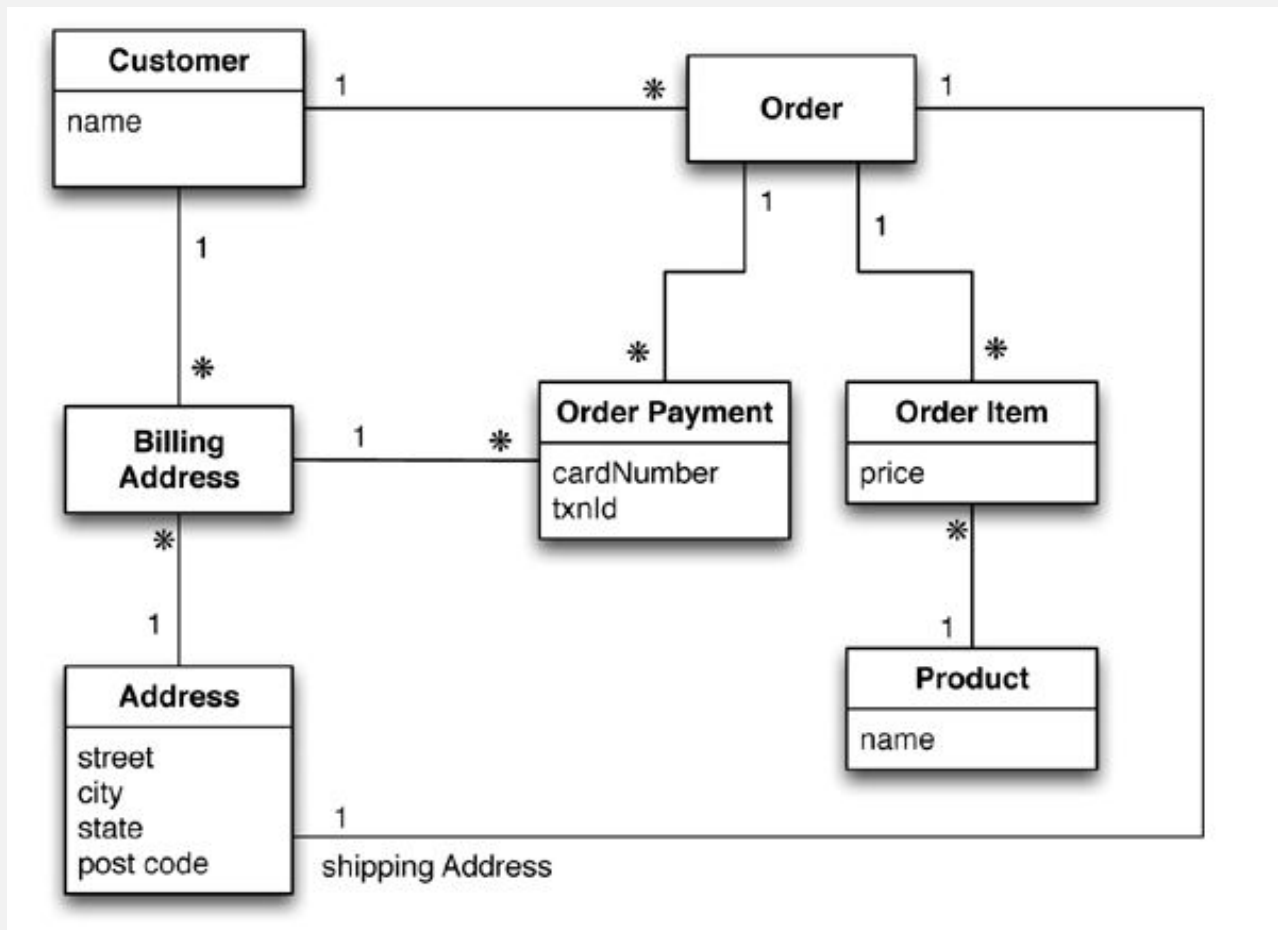 Customer
name
1
*
Order
1
1
1
1
*
*
*
Billing
Address
1
*
Order Payment
cardNumber
txnId
Order Item
price
*
1
*
1
Address
street
city
state
post code
Product
name
1
shipping Address